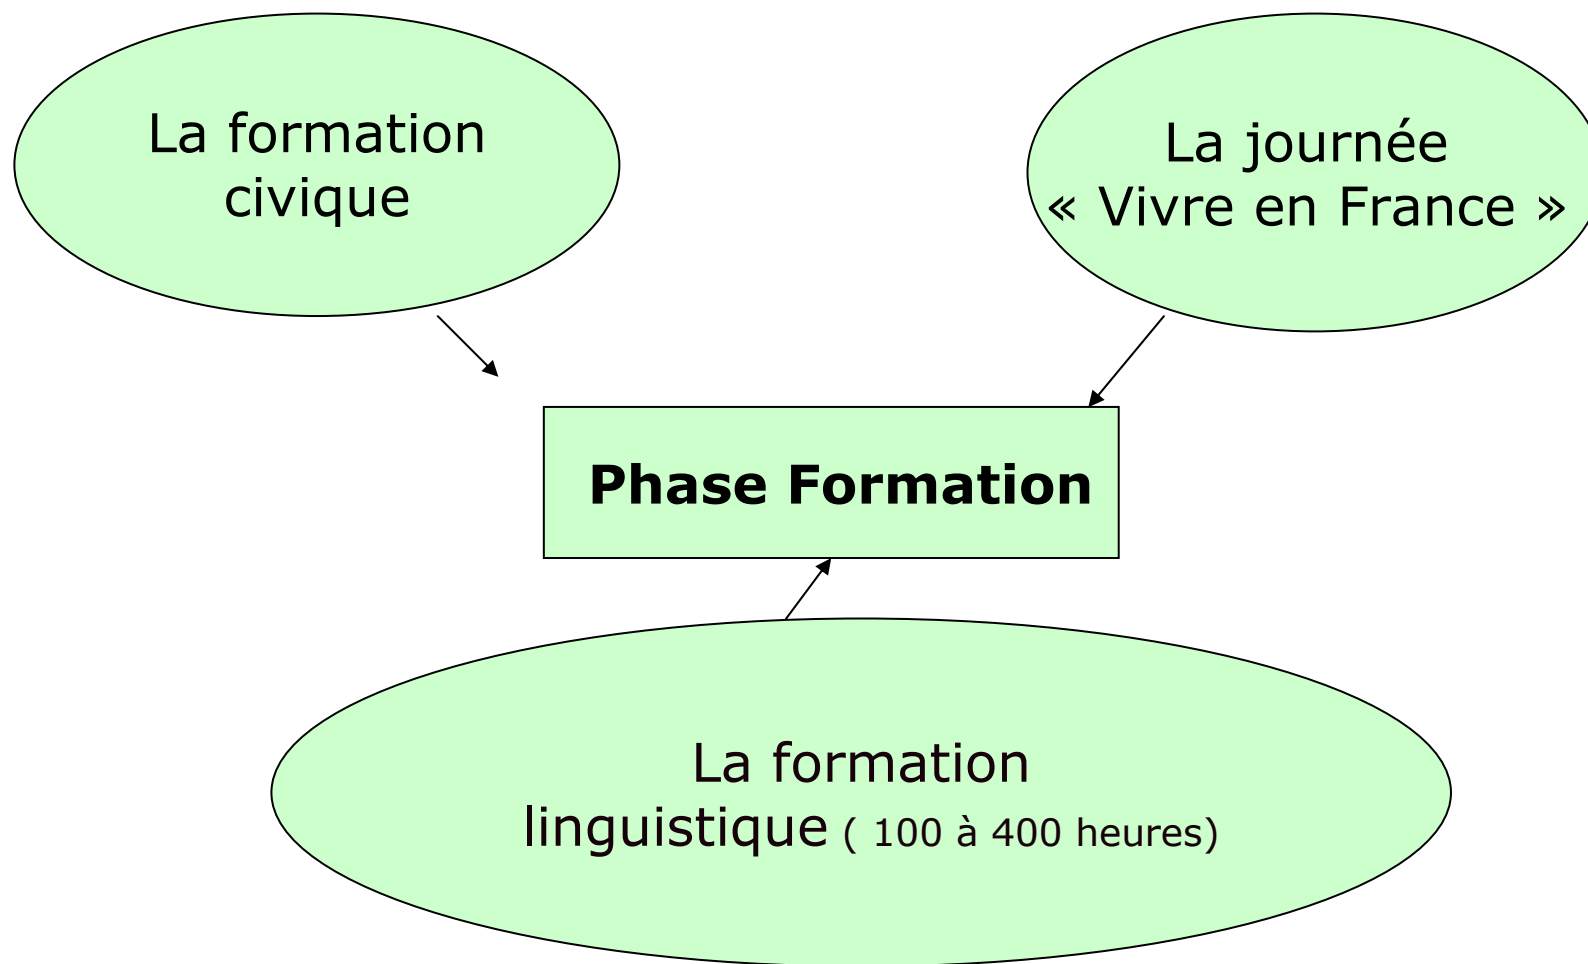 La formation
civique
La journée
« Vivre en France »
Phase Formation
La formation
linguistique ( 100 à 400 heures)